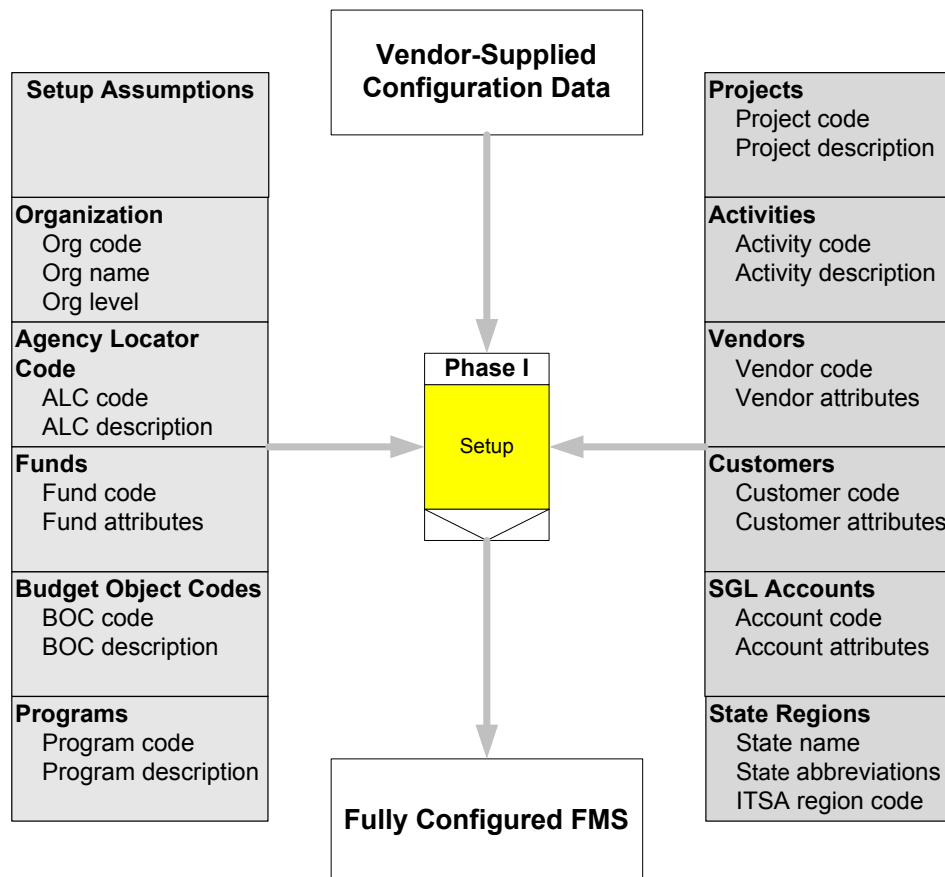 Vendor-Supplied
Configuration Data
Setup Assumptions
Organization
Org code
Org name
Org level
Agency Locator
Code
ALC code
ALC description
Funds
Fund code
Fund attributes
Budget Object Codes
BOC code
BOC description
Programs
Program code
Program description
Phase I
Setup
Projects
Project code
Project description
Activities
Activity code
Activity description
Vendors
Vendor code
Vendor attributes
Customers
Customer code
Customer attributes
SGL Accounts
Account code
Account attributes
State Regions
State name
State abbreviations
ITSA region code
Fully Configured FMS